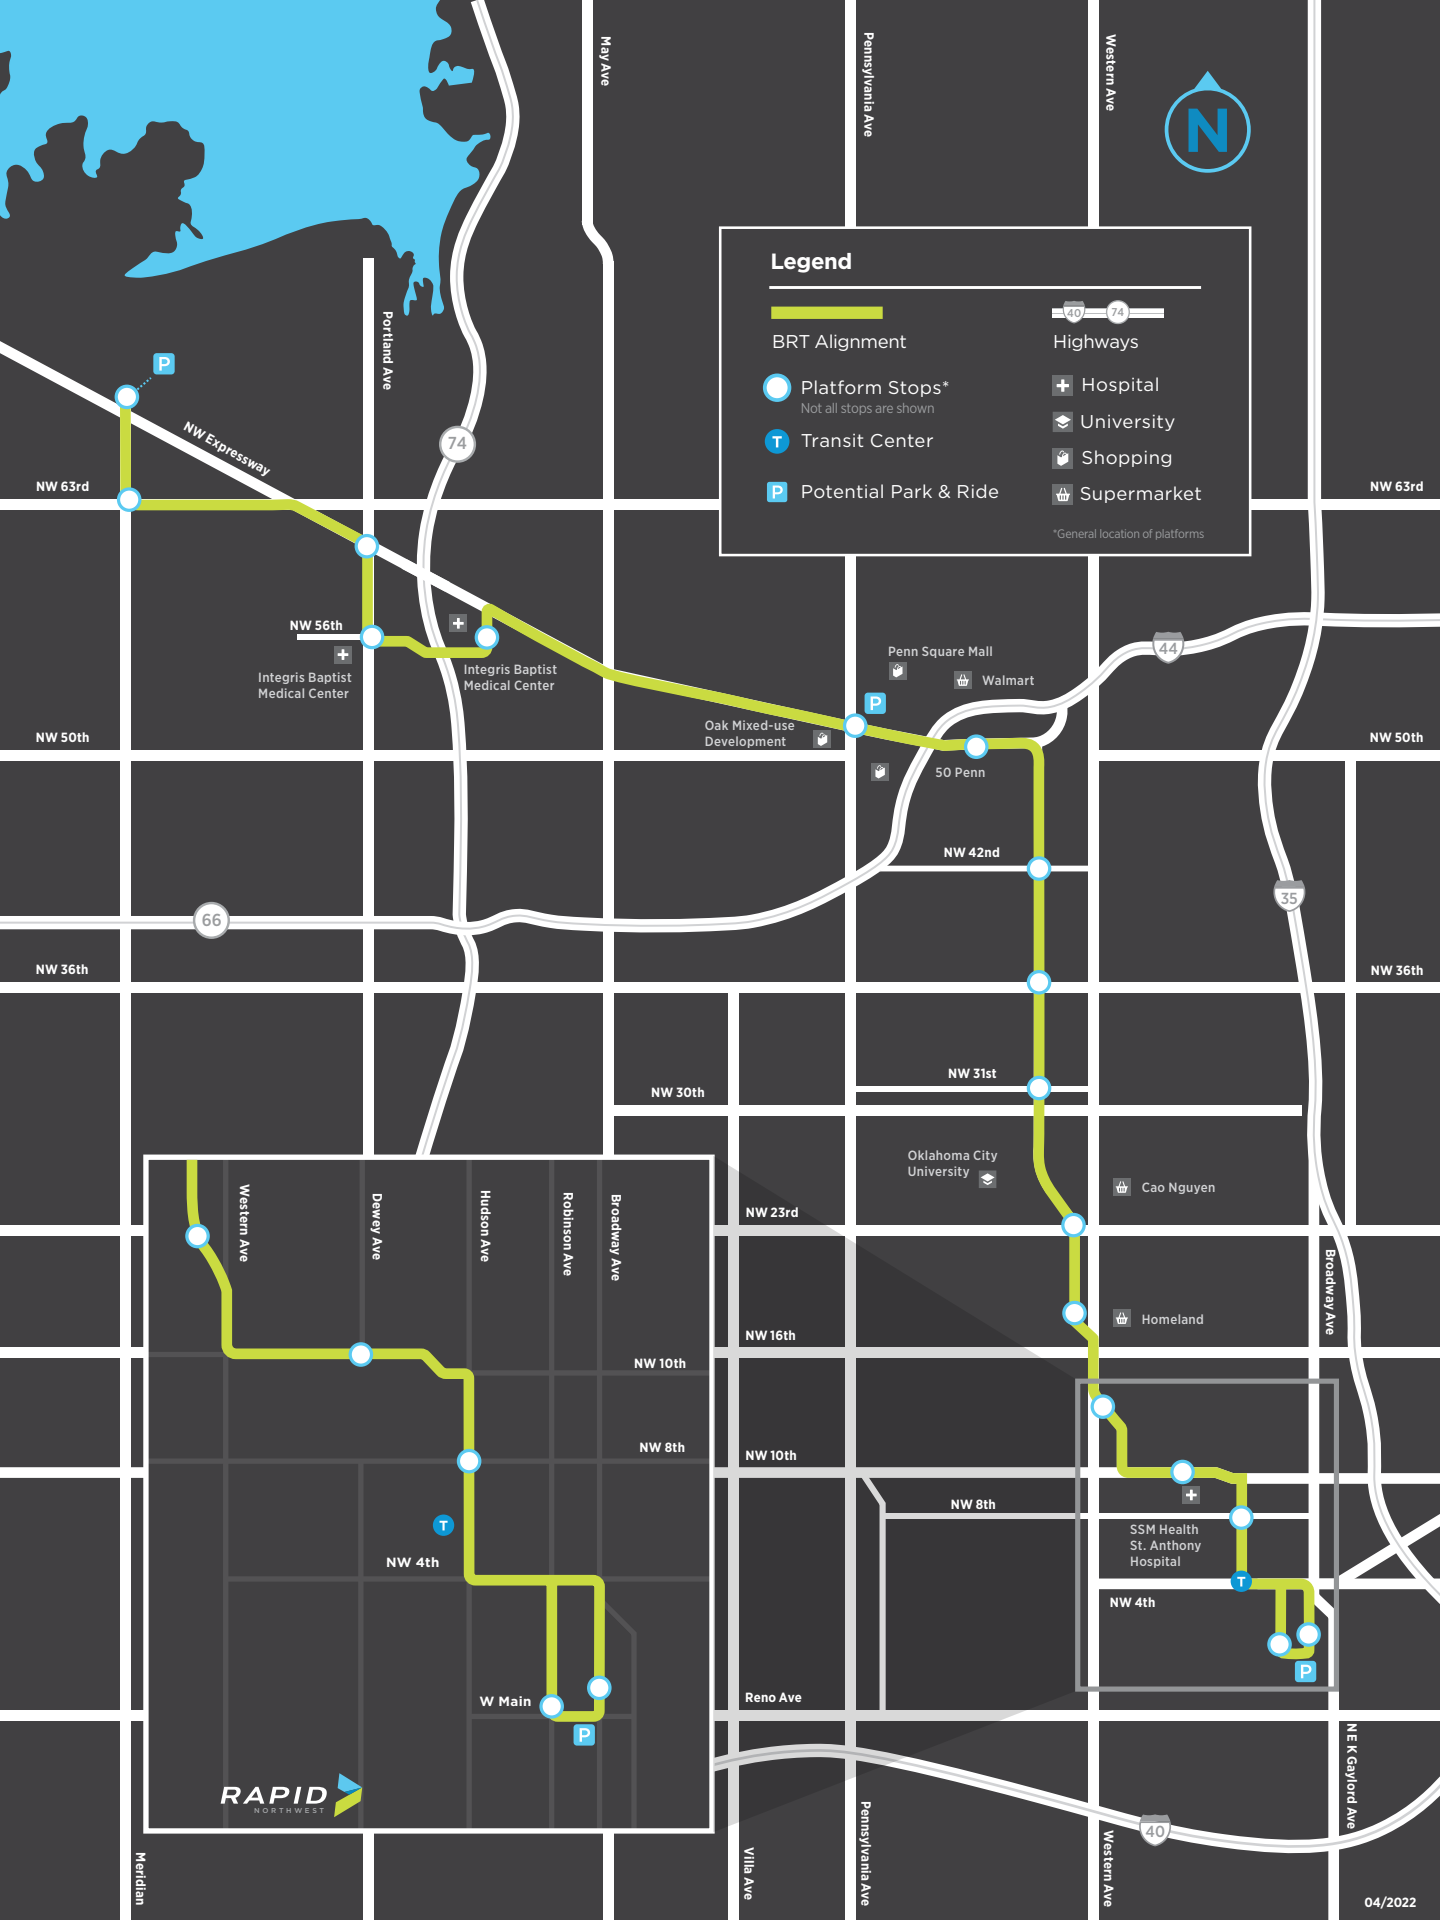 May Ave
Pennsylvania Ave
Western Ave
N
Legend
BRT Alignment
Platform Stops*
Not all stops are shown
Transit Center
T
P
Potential Park & Ride
40
74
Highways
Hospital
University
Shopping
Supermarket
*General location of platforms
Portland Ave
P
NW Expressway
74
NW 63rd
NW 63rd
NW 56th
Integris Baptist
Medical Center
Integris Baptist
Medical Center
Penn Square Mall
Walmart
44
P
Oak Mixed-use
Development
50 Penn
NW 50th
NW 50th
NW 42nd
35
66
NW 36th
NW 36th
NW 31st
NW 30th
Oklahoma City
University
Cao Nguyen
NW 23rd
Broadway Ave
Homeland
NW 16th
NW 10th
NW 8th
SSM Health
St. Anthony
Hospital
T
NW 4th
P
Reno Ave
N E K Gaylord Ave
40
Western Ave
Pennsylvania Ave
Villa Ave
Meridian
04/2022
Western Ave
Dewey Ave
Hudson Ave
Robinson Ave
Broadway Ave
NW 10th
NW 8th
T
NW 4th
W Main
P
RAPID
NORTHWEST